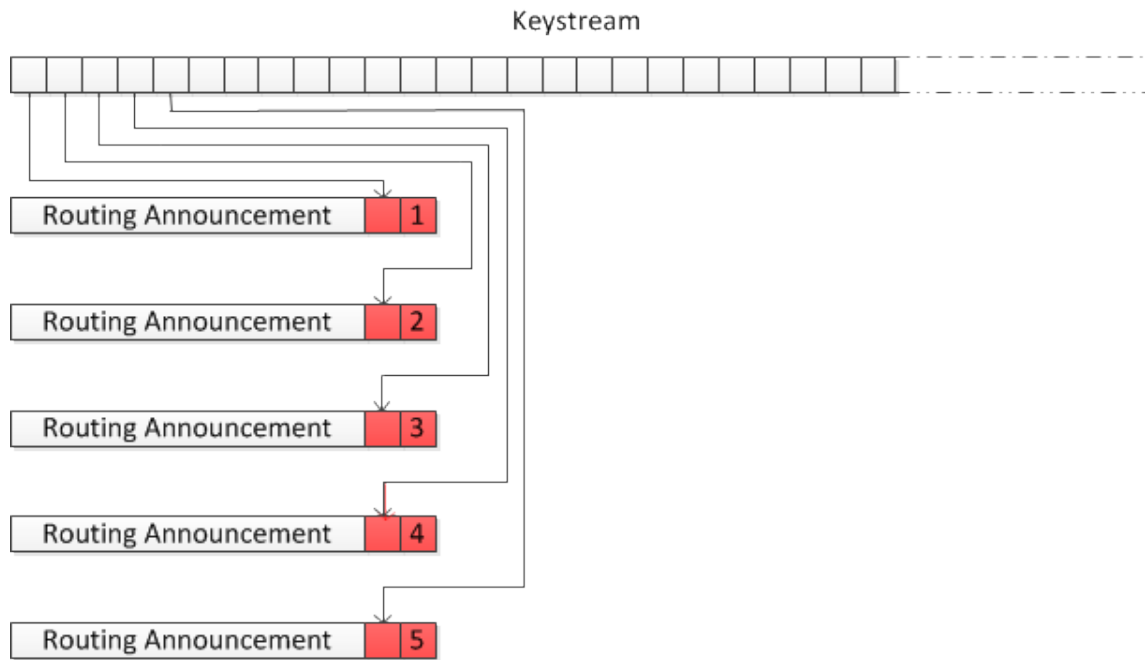 Keystream
Routing Announcement 1
Routing Announcement 2
Routing Announcement 3
Routing Announcement 4
Routing Announcement 5